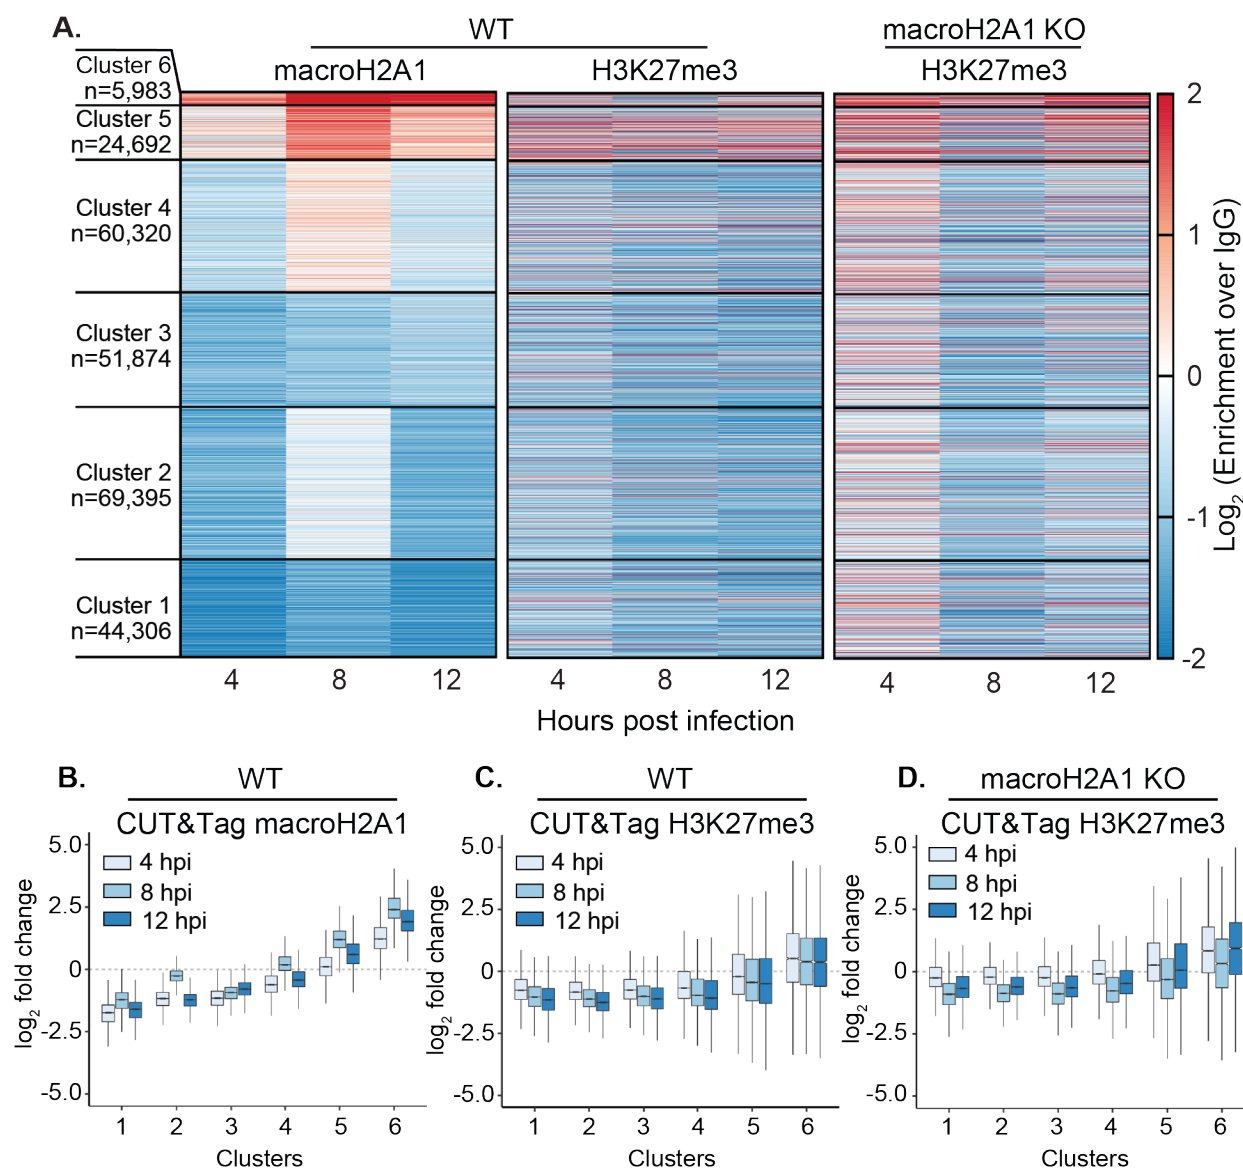 A.
WT
macroH2A1 KO
macroH2A1
H3K27me3
H3K27me3
Cluster 6
n=5,983
Cluster 5
n=24,692
Cluster 4
n=60,320
Cluster 3
n=51,874
Cluster 2
n=69,395
Cluster 1
n=44,306
2
1
0
-1
-2
Log2 (Enrichment over IgG)
4 8 12
4 8 12
4 8 12
Hours post infection
B.
WT
CUT&Tag macroH2A1
log2 fold change
5.0
2.5
0
-2.5
-5.0
4 hpi
8 hpi
12 hpi
1 2 3 4 5 6
Clusters
C.
WT
CUT&Tag H3K27me3
log2 fold change
5.0
2.5
0
-2.5
-5.0
4 hpi
8 hpi
12 hpi
1 2 3 4 5 6
Clusters
D.
macroH2A1 KO
CUT&Tag H3K27me3
log2 fold change
5.0
2.5
0
-2.5
-5.0
4 hpi
8 hpi
12 hpi
1 2 3 4 5 6
Clusters